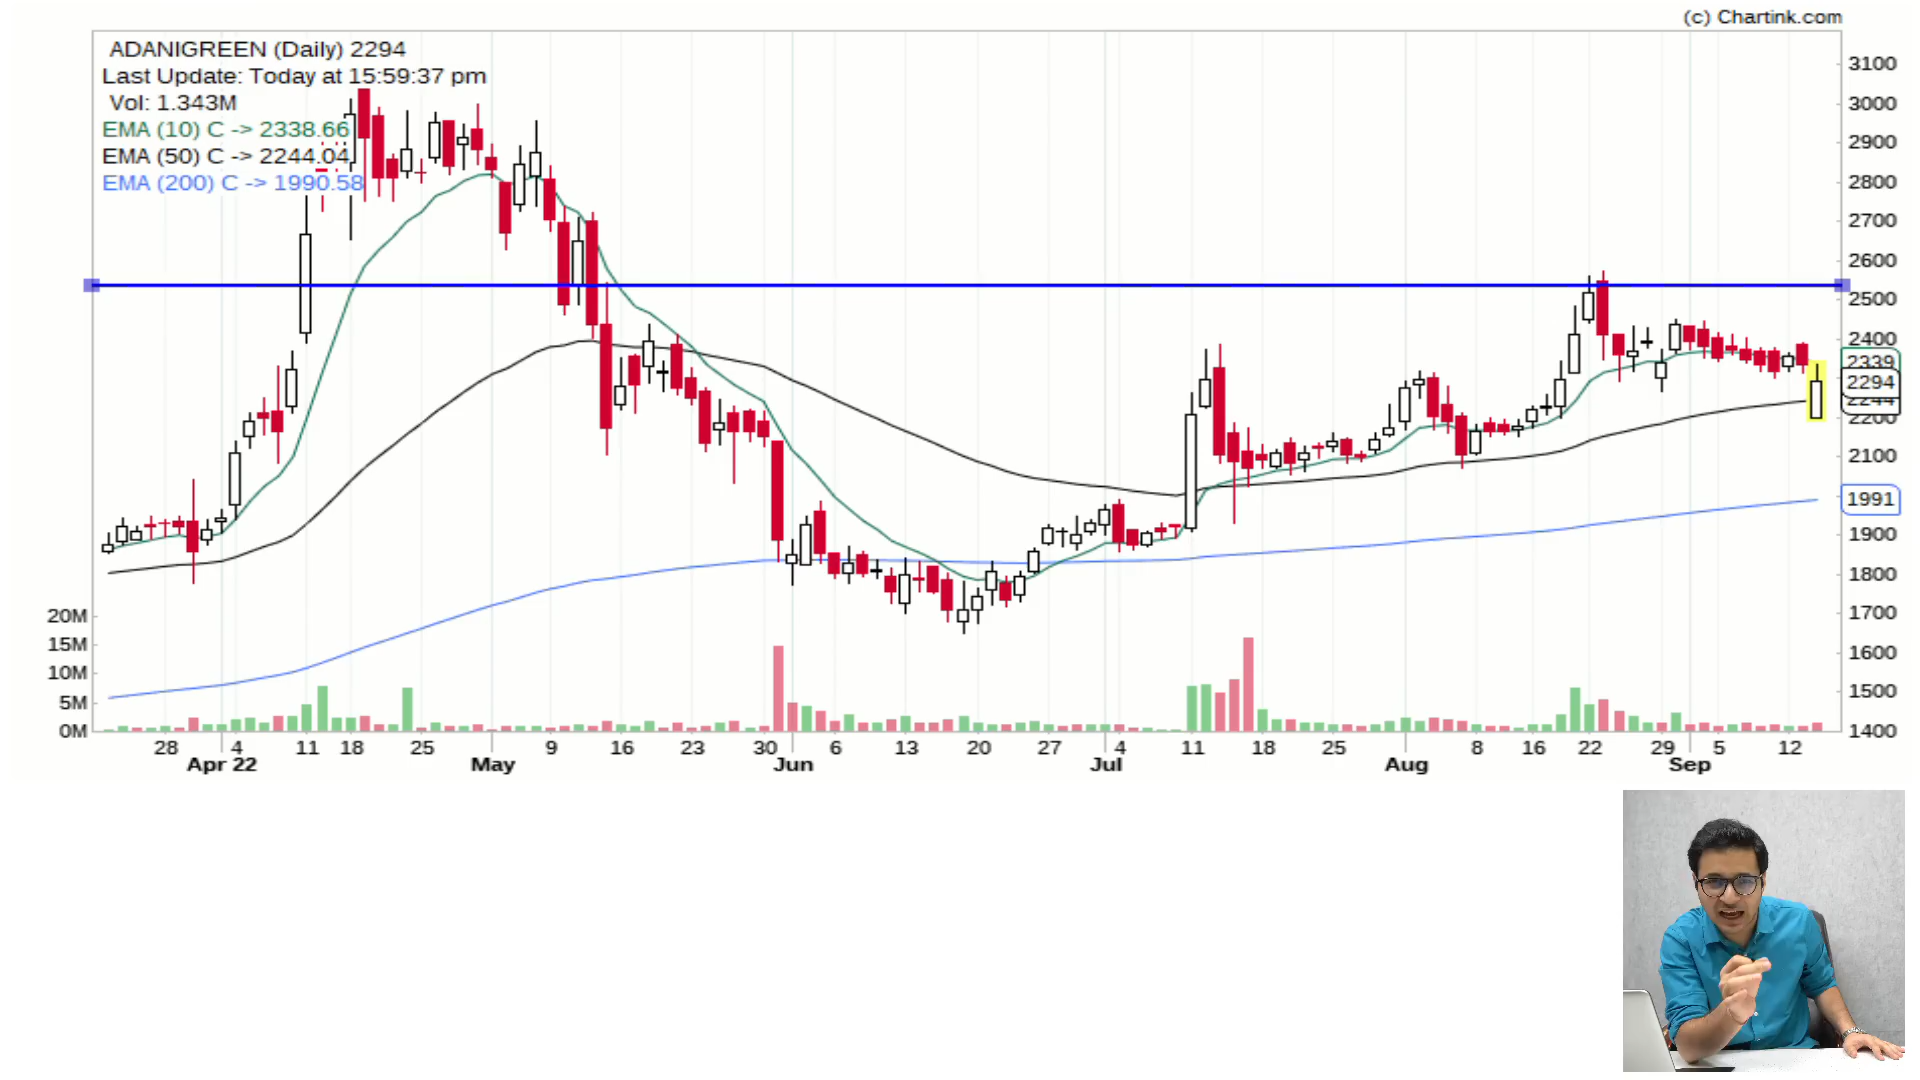 (c) Chartink.com
ADANIGREEN (Daily) 2294
Last Update: Today at 15:59:37 pm
Vol: 1.343M
EMA (10) C -> 2338.66
EMA (50) C -> 2244.04
EMA (200) C -> 1990.58
3100
3000
2900
2800
2700
2600
2500
2400
2339
2294
2244
2200
2100
1991
1900
1800
1700
1600
1500
1400
20M
15M
10M
5M
0M
28 4 11 18 25 9 16 23 30 6 13 20 27 4 11 18 25 8 16 22 29 5 12
Apr 22 May Jun Jul Aug Sep